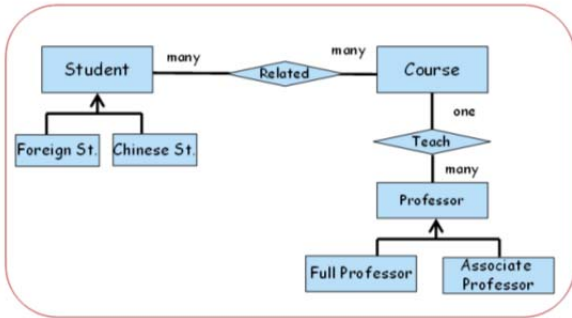 many
many
Student
Related
Course
one
Foreign St.
Chinese St.
Teach
many
Professor
Full Professor
Associate
Professor